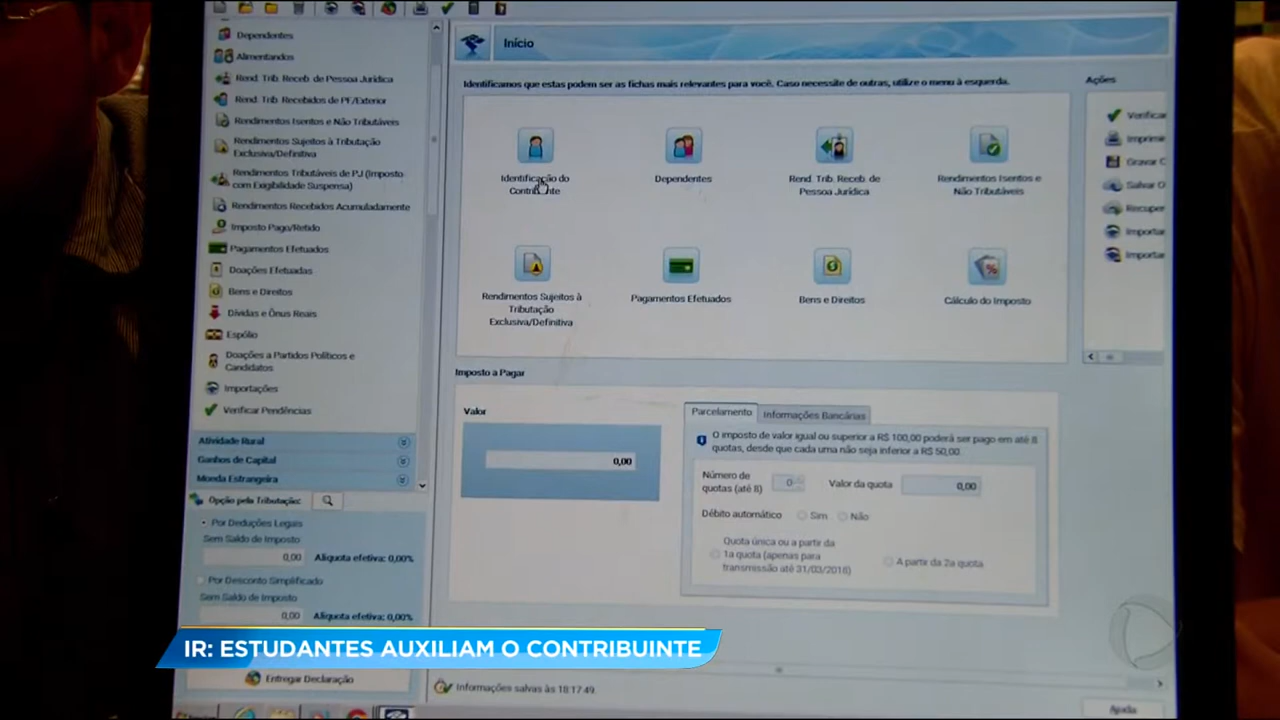 Dependentes
Alimentandos
Rend. Trib. Receb. de Pessoa Jurídica
Rend. Trib. Recebidos de PF/Exterior
Rendimentos Isentos e Não Tributáveis
Rendimentos Sujeitos à Tributação
Exclusiva/Definitiva
Rendimentos Tributáveis de PJ (Imposto
com Exigibilidade Suspensa)
Rendimentos Recebidos Acumuladamente
Imposto Pago/Retido
Pagamentos Efetuados
Doações Efetuadas
Bens e Direitos
Dívidas e Ônus Reais
Espólio
Doações a Partidos Políticos e
Candidatos
Importações
Verificar Pendências
Atividade Rural
Ganhos de Capital
Moeda Estrangeira
Opção pela Tributação:
Por Deduções Legais
Sem Saldo de Imposto
0,00 Aliquota efetiva: 0,00%
Por Desconto Simplificado
Sem Saldo de Imposto
0,00 Aliquota efetiva: 0,00%
Entregar Declaração
Início
Identificamos que estas podem ser as fichas mais relevantes para você. Caso necessite de outras, utilize o menu à esquerda.
Identificação do
Contribuinte
Dependentes
Rend. Trib. Receb. de
Pessoa Jurídica
Rendimentos Isentos e
Não Tributáveis
Rendimentos Sujeitos à
Tributação
Exclusiva/Definitiva
Pagamentos Efetuados
Bens e Direitos
Cálculo do Imposto
Ações
Verificar
Imprimir
Gravar C
Salvar O
Recuper
Importar
Importar
Imposto a Pagar
Valor
0,00
Parcelamento
Informações Bancárias
O imposto de valor igual ou superior a R$ 100,00 poderá ser pago em até 8
quotas, desde que cada uma não seja inferior a R$ 50,00
Número de
quotas (até 8)
0
Valor da quota
0,00
Débito automático Sim Não
Quota única ou a partir da
1a quota (apenas para
transmissão até 31/03/2018)
A partir da 2a quota
Informações salvas às 18:17:49.
Ajuda
IR: ESTUDANTES AUXILIAM O CONTRIBUINTE